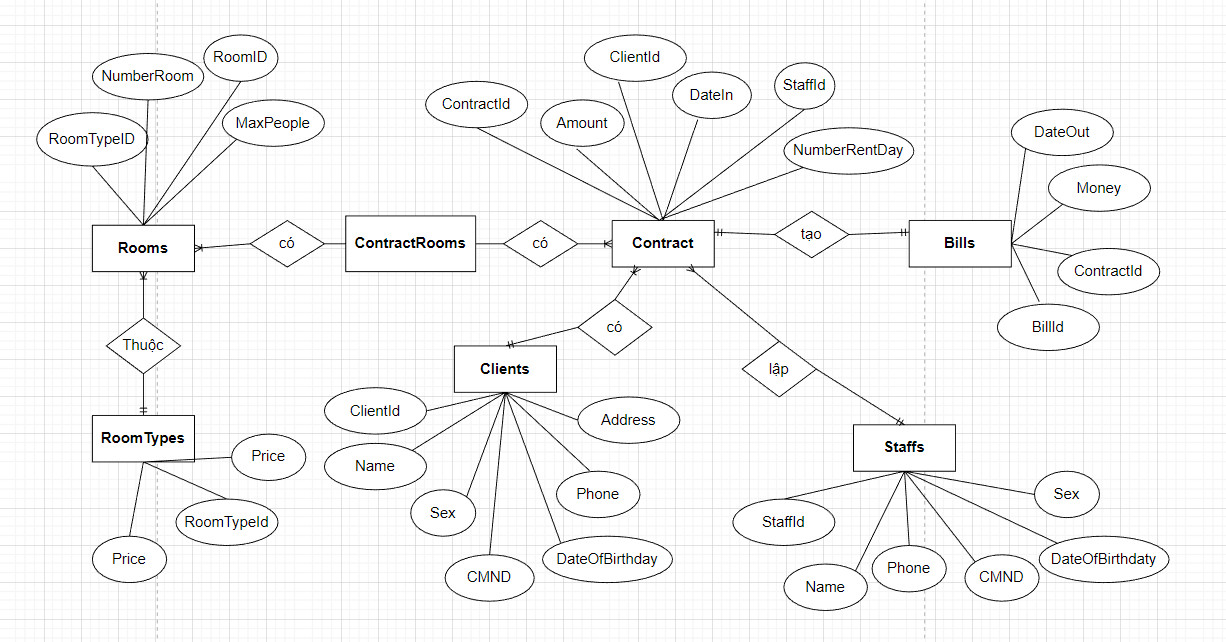 RoomID
NumberRoom
RoomTypeID
MaxPeople
ClientId
ContractId
Amount
DateIn
StaffId
NumberRentDay
DateOut
Money
ContractId
BillId
Rooms
có
ContractRooms
có
Contract
tạo
Bills
Thuộc
có
lập
Clients
RoomTypes
Price
RoomTypeId
Price
ClientId
Name
Sex
CMND
DateOfBirthday
Phone
Address
Staffs
StaffId
Name
Phone
CMND
DateOfBirthdaty
Sex